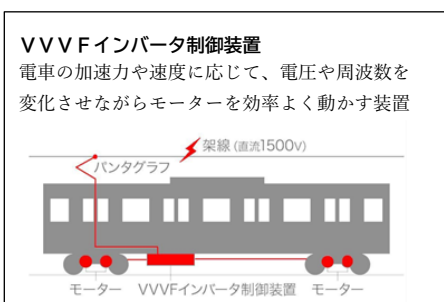 VVVFインバータ制御装置
電車の加速力や速度に応じて、電圧や周波数を
変化させながらモーターを効率よく動かす装置
架線(直流1500V)
パンタグラフ
モーター VVVFインバータ制御装置 モーター